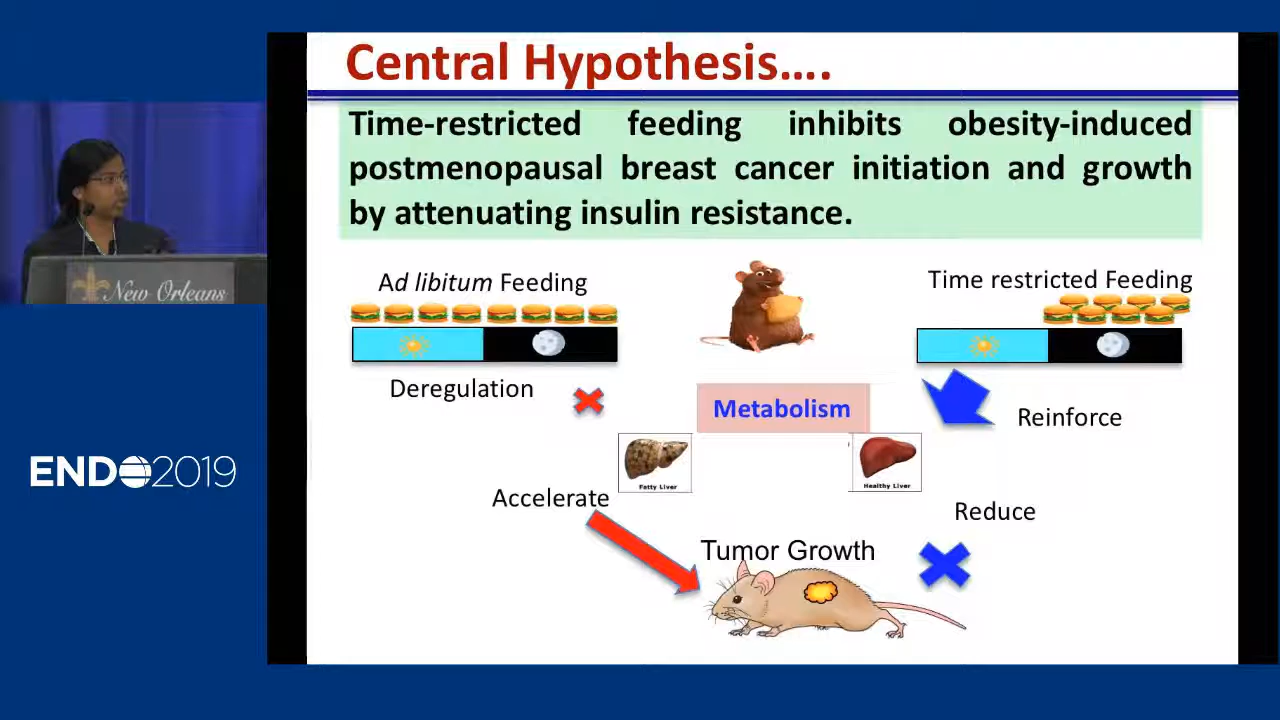 Central Hypothesis....
Time-restricted feeding inhibits obesity-induced
postmenopausal breast cancer initiation and growth
by attenuating insulin resistance.
Ad libitum Feeding
Time restricted Feeding
Deregulation
Metabolism
Reinforce
Fatty Liver
Healthy Liver
Accelerate
Reduce
Tumor Growth
New Orleans
ENDO2019